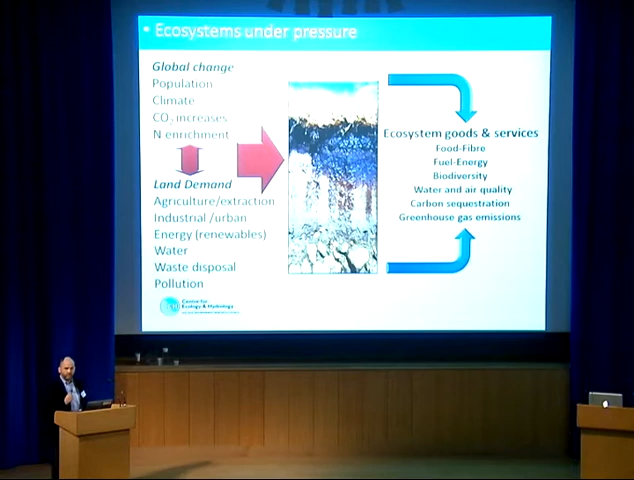 • Ecosystems under pressure
Global change
Population
Climate
CO2 increases
N enrichment
Land Demand
Agriculture/extraction
Industrial /urban
Energy (renewables)
Water
Waste disposal
Pollution
Ecosystem goods & services
Food-Fibre
Fuel-Energy
Biodiversity
Water and air quality
Carbon sequestration
Greenhouse gas emissions
Centre for
Ecology & Hydrology